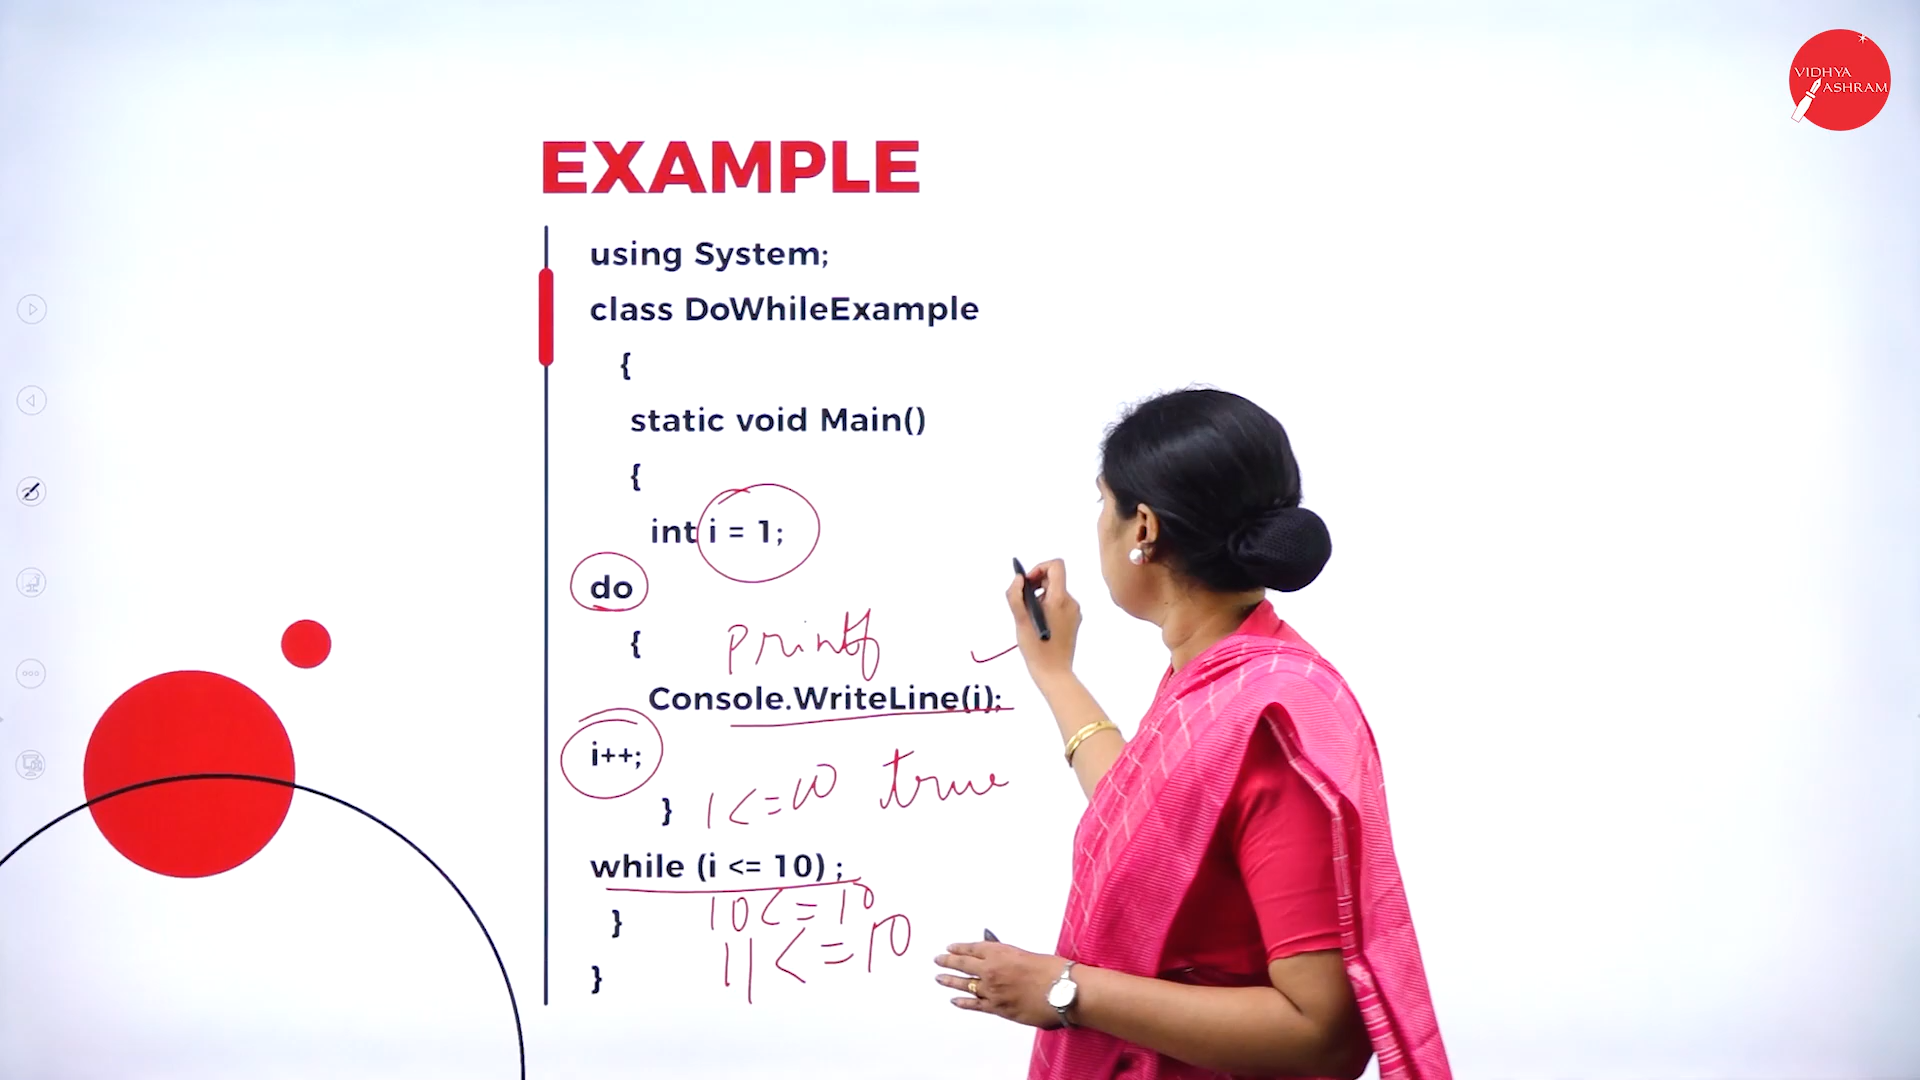 VIDHYA
ASHRAM
EXAMPLE
using System;
class DoWhileExample
{
static void Main()
{
int i = 1;
do
{
printf
Console.WriteLine(i);
i++;
} 1<=10 true
while (i <= 10) ;
10<=10
}
11<=10
}